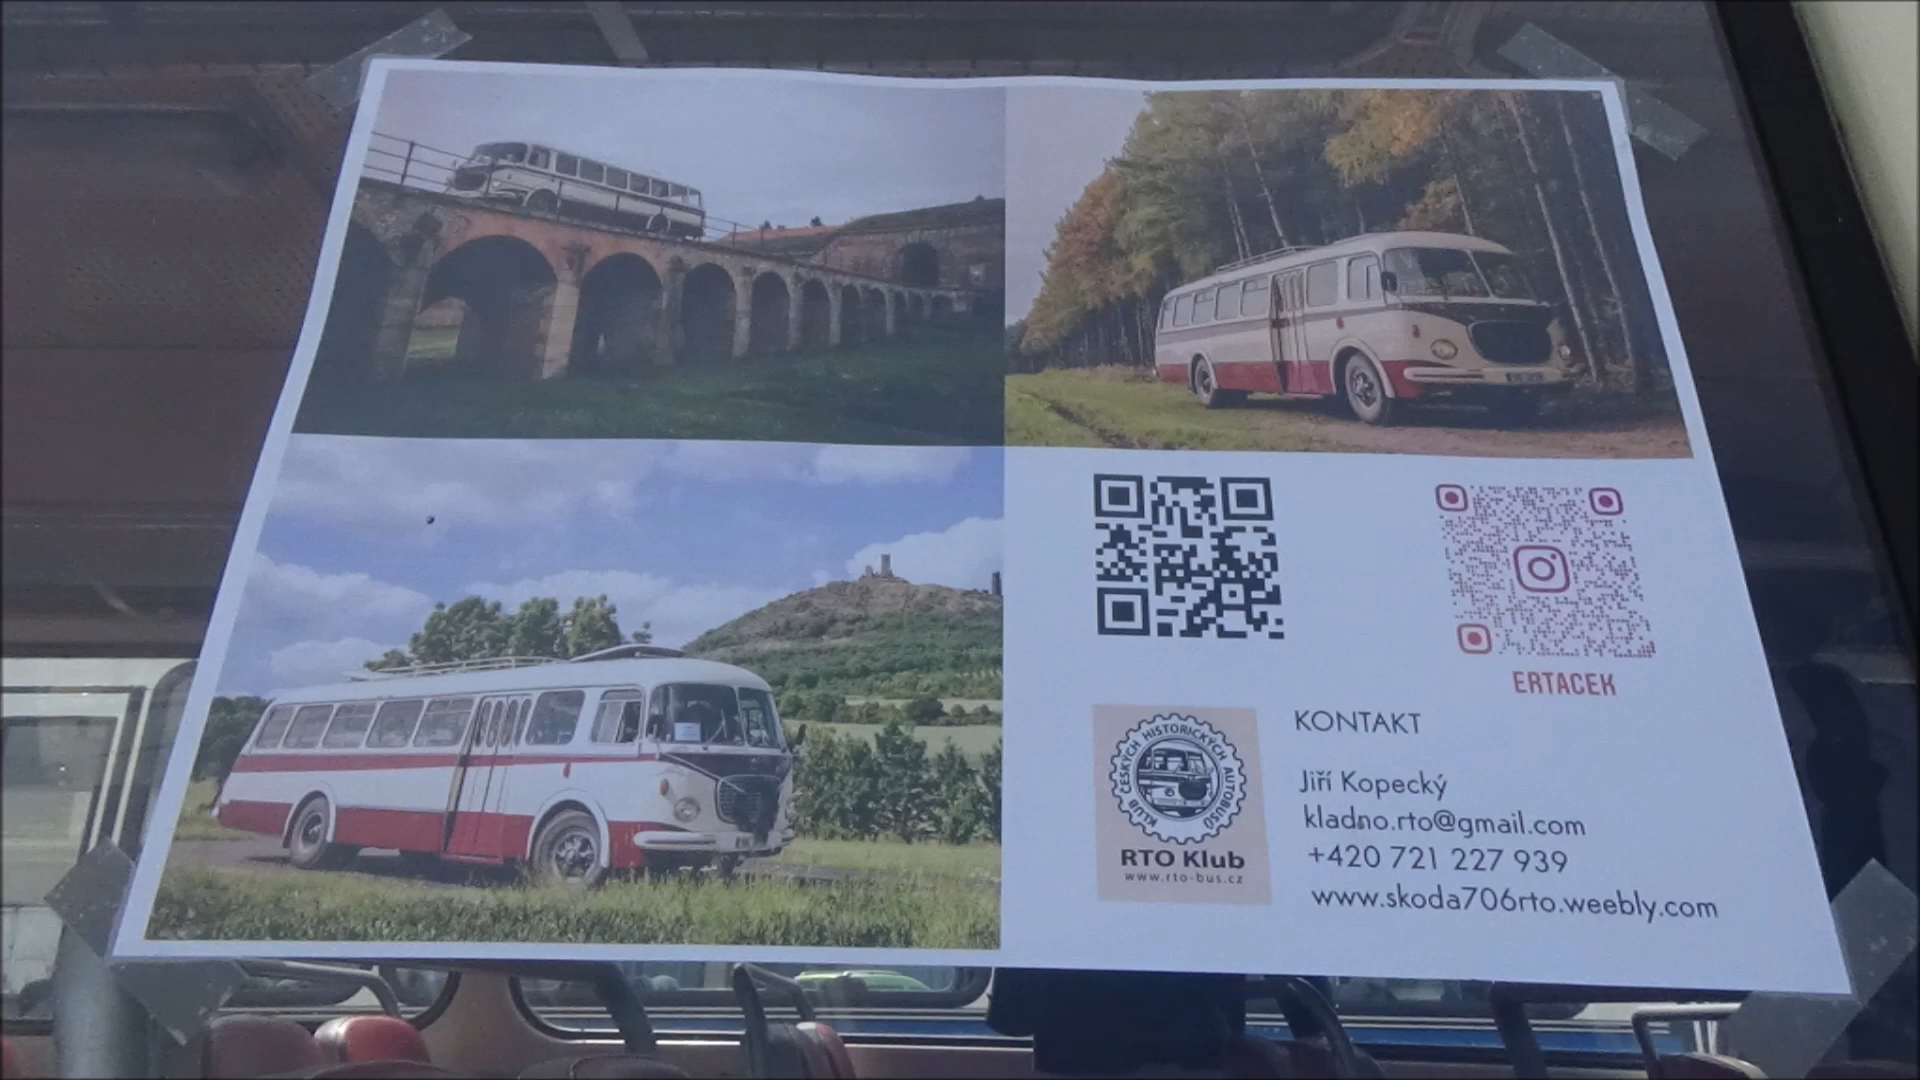 ERTACEK
KLUB ČESKÝCH HISTORICKÝCH AUTOBUSŮ
RTO Klub
www.rto-bus.cz
KONTAKT
Jiří Kopecký
kladno.rto@gmail.com
+420 721 227 939
www.skoda706rto.weebly.com